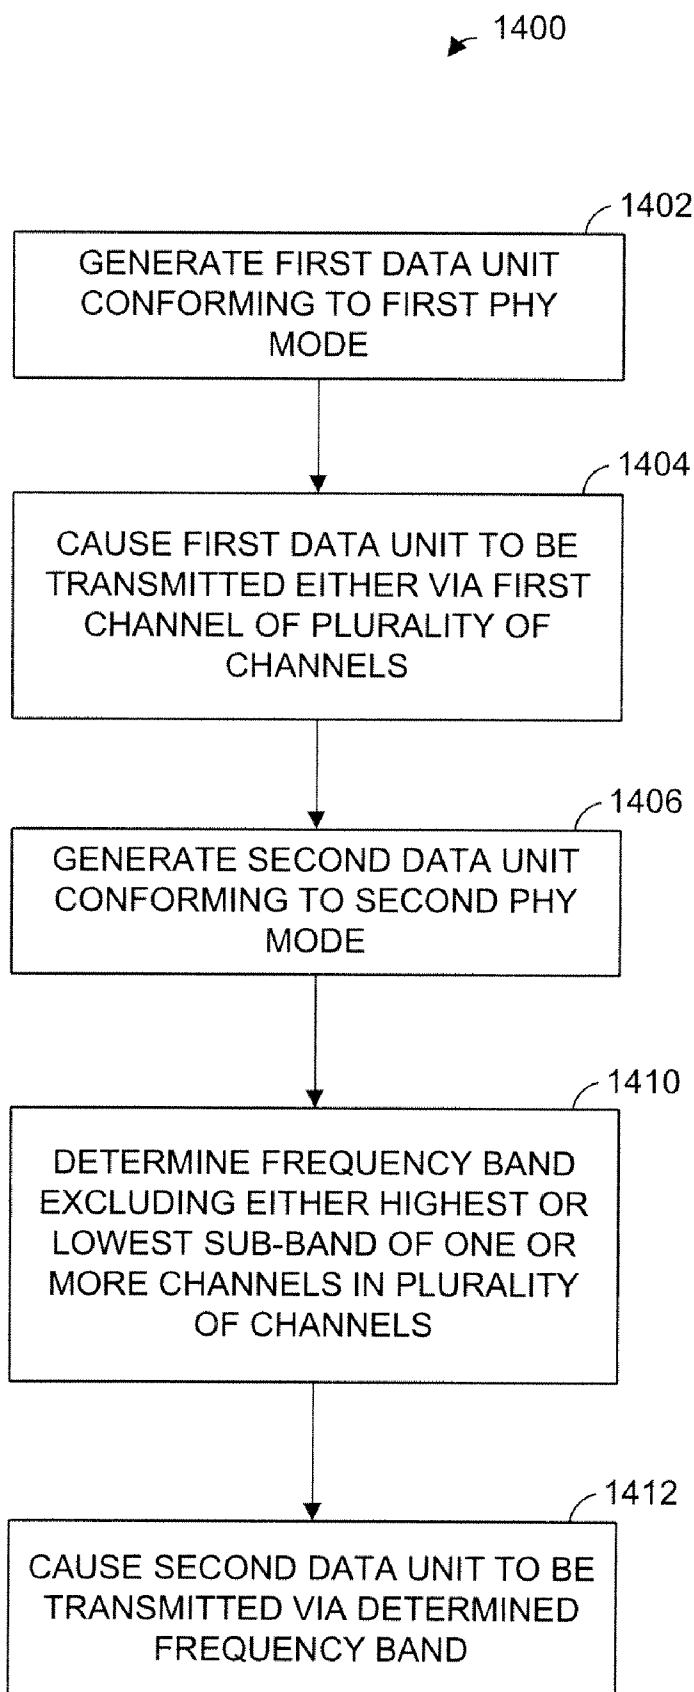 1400
1402
GENERATE FIRST DATA UNIT
CONFORMING TO FIRST PHY
MODE
1404
CAUSE FIRST DATA UNIT TO BE
TRANSMITTED EITHER VIA FIRST
CHANNEL OF PLURALITY OF
CHANNELS
1406
GENERATE SECOND DATA UNIT
CONFORMING TO SECOND PHY
MODE
1410
DETERMINE FREQUENCY BAND
EXCLUDING EITHER HIGHEST OR
LOWEST SUB-BAND OF ONE OR
MORE CHANNELS IN PLURALITY
OF CHANNELS
1412
CAUSE SECOND DATA UNIT TO BE
TRANSMITTED VIA DETERMINED
FREQUENCY BAND